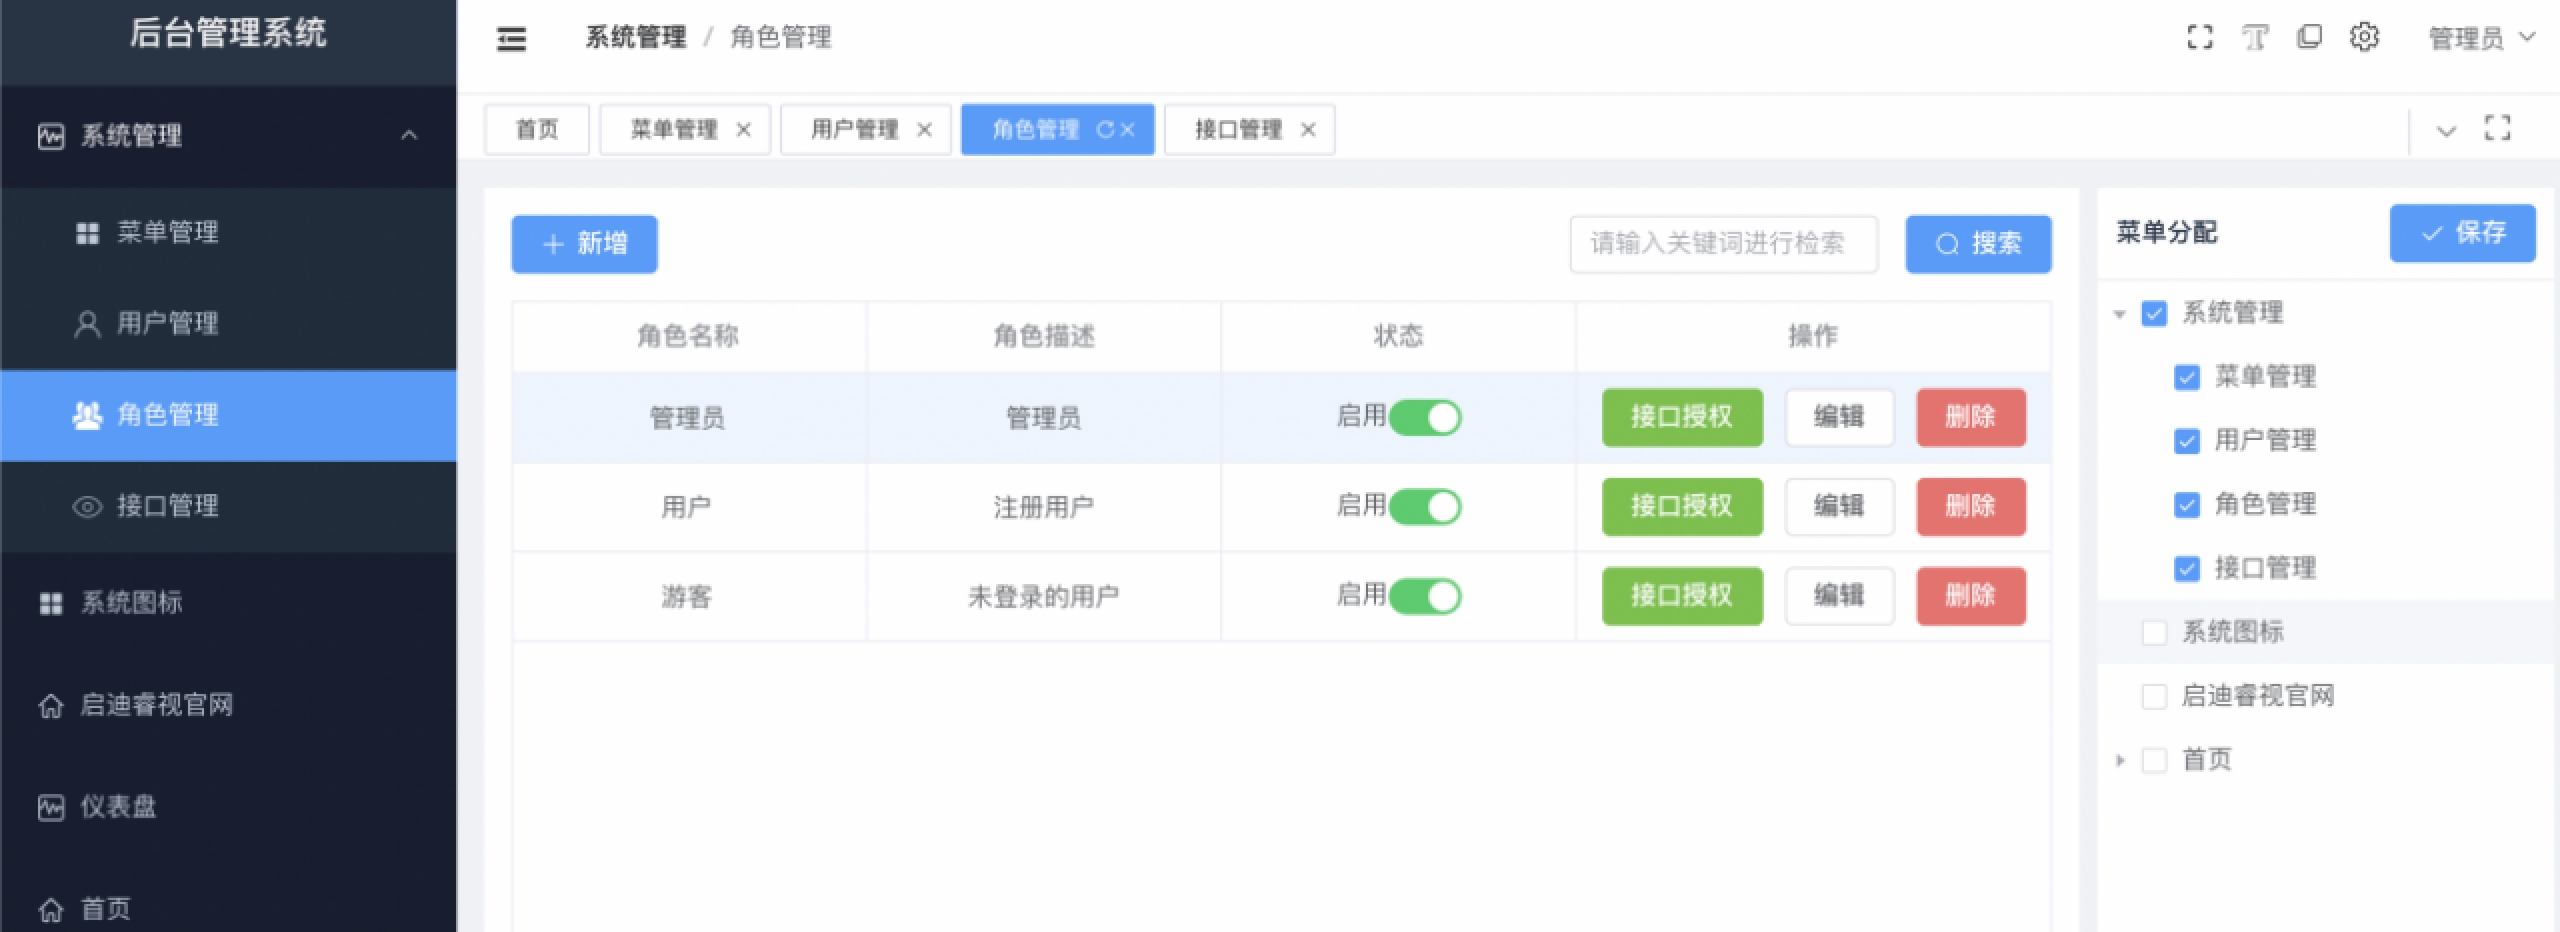 后台管理系统
系统管理
菜单管理
用户管理
角色管理
接口管理
系统图标
启迪睿视官网
仪表盘
首页
系统管理 / 角色管理
管理员
首页 菜单管理 用户管理 角色管理 接口管理
新增 请输入关键词进行检索 搜索
角色名称 角色描述 状态 操作
管理员 管理员 启用 接口授权 编辑 删除
用户 注册用户 启用 接口授权 编辑 删除
游客 未登录的用户 启用 接口授权 编辑 删除
菜单分配 保存
系统管理
菜单管理
用户管理
角色管理
接口管理
系统图标
启迪睿视官网
首页